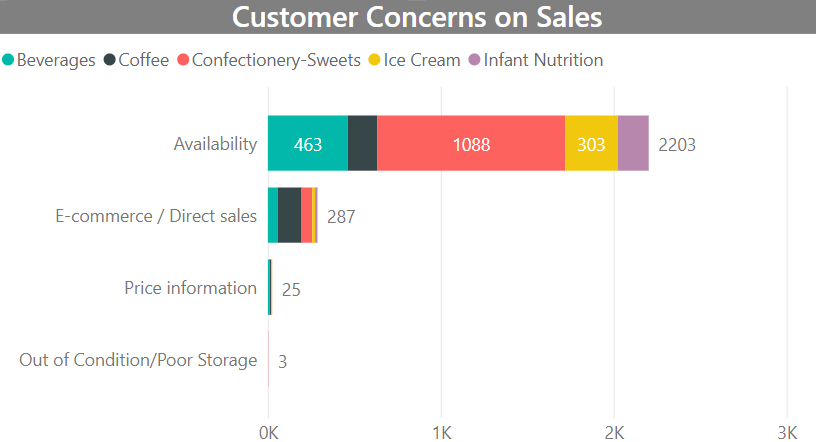 Customer Concerns on Sales
Beverages Coffee Confectionery-Sweets Ice Cream Infant Nutrition
Availability 463 1088 303 2203
E-commerce / Direct sales 287
Price information 25
Out of Condition/Poor Storage 3
0K 1K 2K 3K